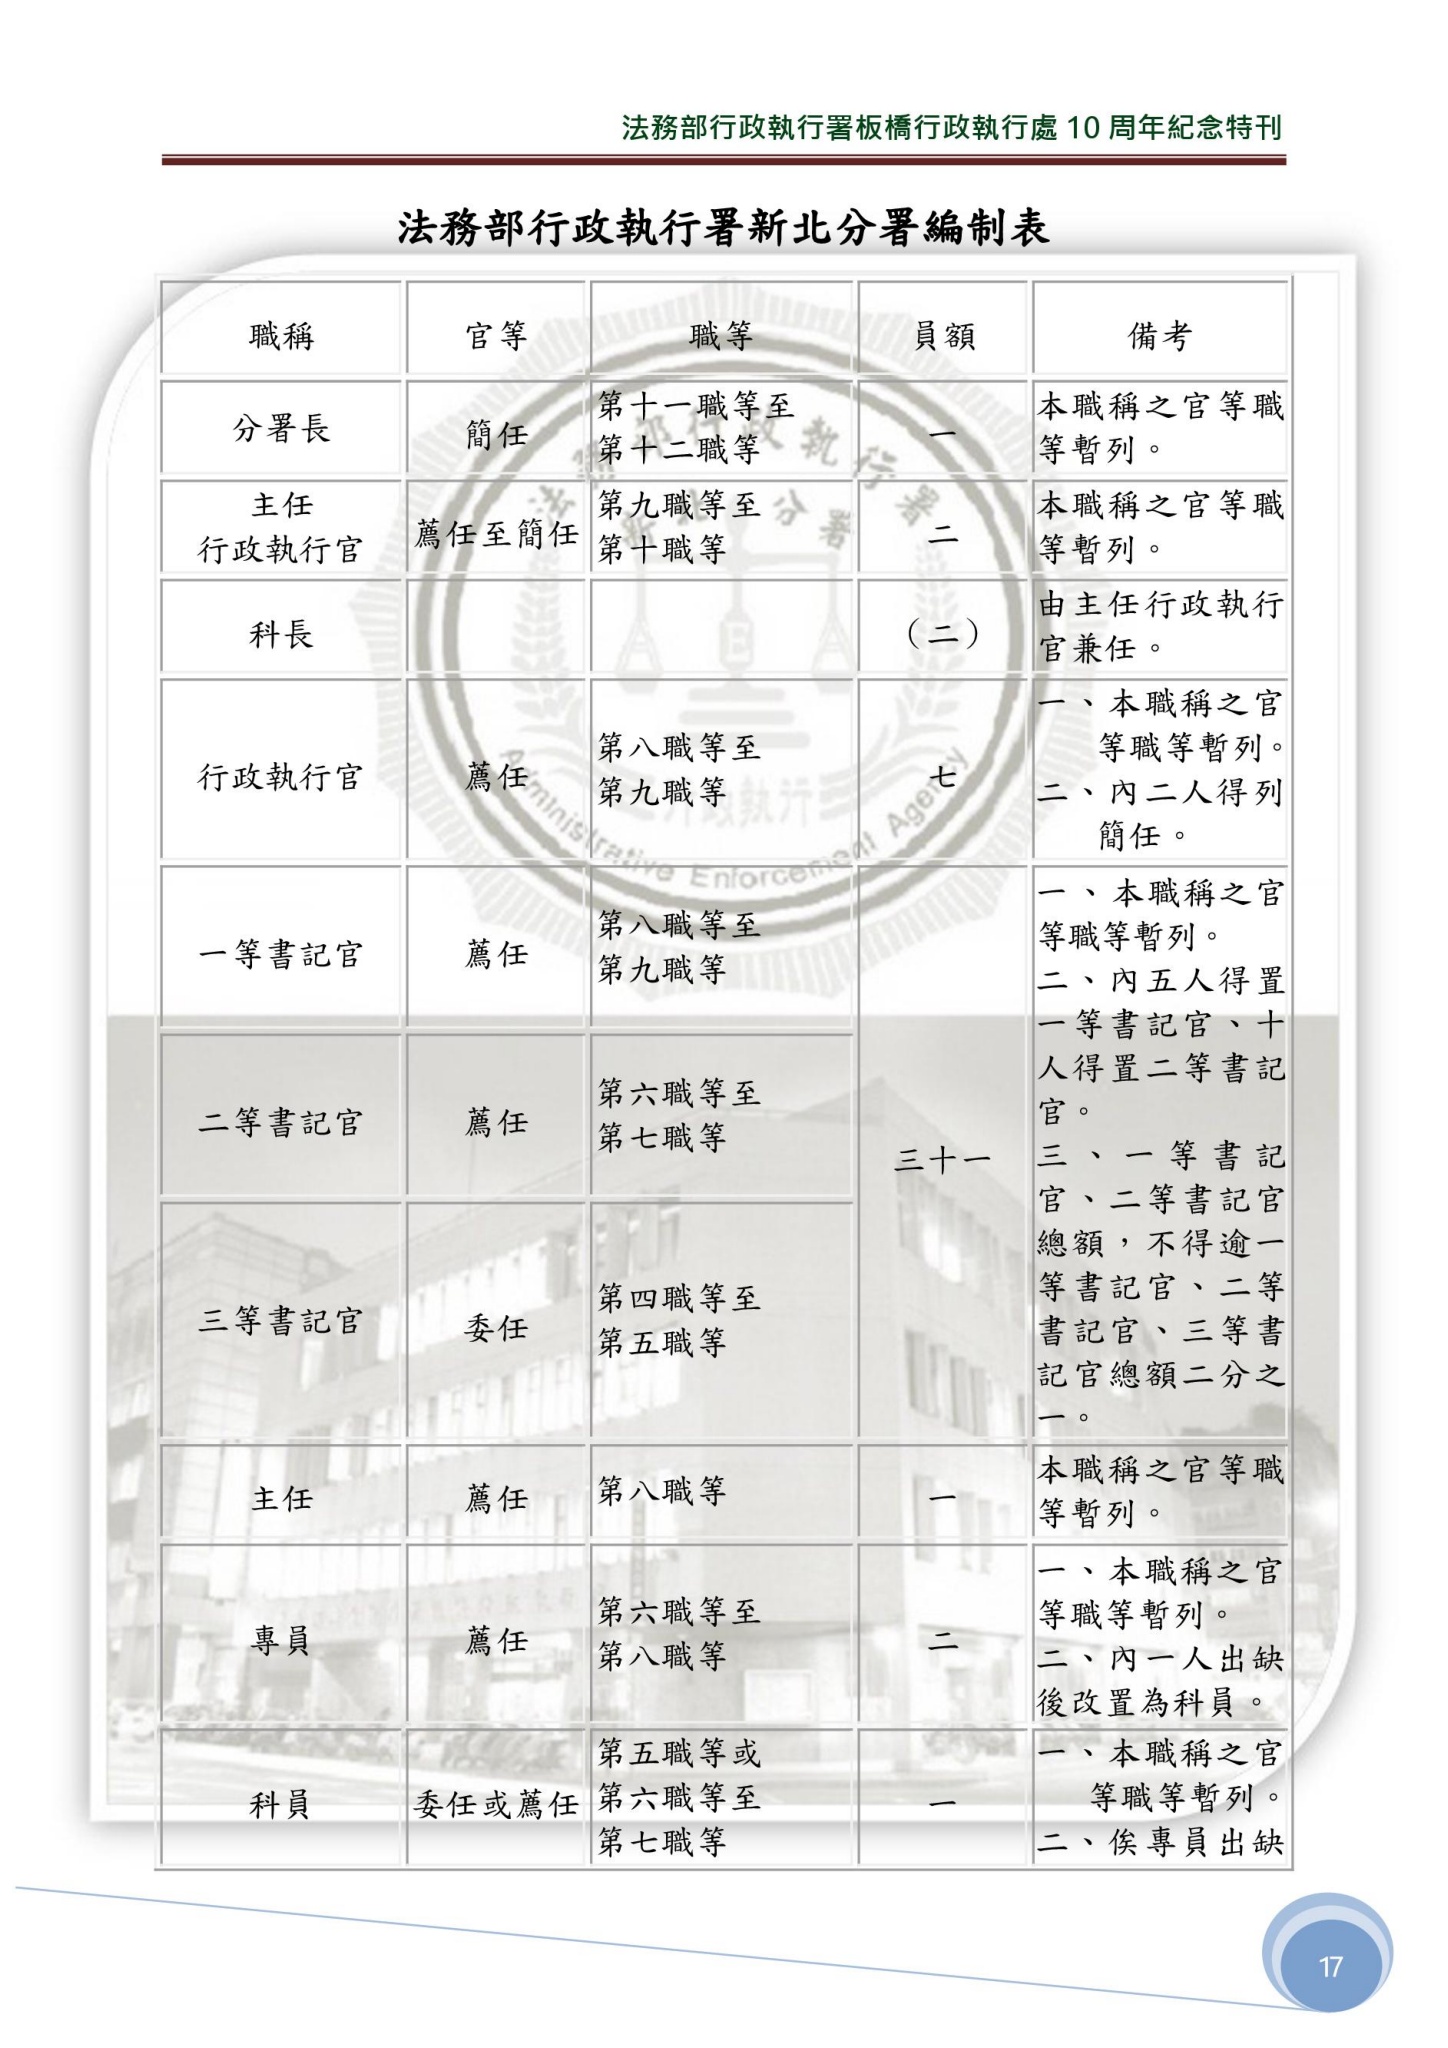 法務部行政執行署板橋行政執行處 10 周年紀念特刊
法務部行政執行署新北分署編制表
職稱 官等 職等 員額 備考
分署長 簡任 第十一職等至 一 本職稱之官等職
第十二職等 等暫列。
主任 薦任至簡任 第九職等至 二 本職稱之官等職
行政執行官 第十職等 等暫列。
科長 （二） 由主任行政執行
官兼任。
行政執行官 薦任 第八職等至 七 一、本職稱之官
第九職等 等職等暫列。
二、內二人得列
簡任。
一等書記官 薦任 第八職等至
第九職等
二等書記官 薦任 第六職等至
第七職等
三等書記官 委任 第四職等至
第五職等
三十一
一、本職稱之官
等職等暫列。
二、內五人得置
一等書記官、十
人得置二等書記
官。
三、一等書記
官、二等書記官
總額，不得逾一
等書記官、二等
書記官、三等書
記官總額二分之
一。
主任 薦任 第八職等 一 本職稱之官等職
等暫列。
專員 薦任 第六職等至 二 一、本職稱之官
第八職等 等職等暫列。
二、內一人出缺
後改置為科員。
科員 委任或薦任 第五職等或 一 一、本職稱之官
第六職等至 等職等暫列。
第七職等 二、俟專員出缺
法務部行政執行署
新北分署
E
行政執行
Administrative Enforcement Agency
17